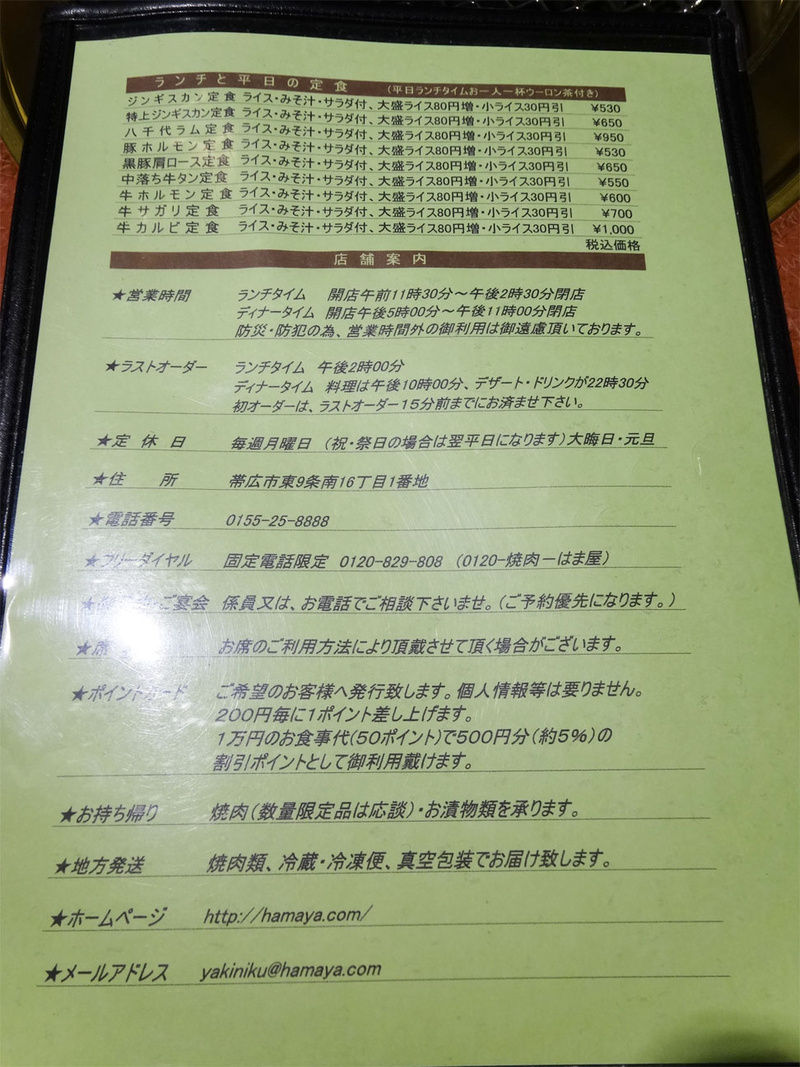 ランチと平日の定食 (平日ランチタイムお一人一杯ウーロン茶付き)
ジンギスカン定食 ライス・みそ汁・サラダ付、大盛ライス80円増・小ライス30円引 ¥530
特上ジンギスカン定食 ライス・みそ汁・サラダ付、大盛ライス80円増・小ライス30円引 ¥650
八千代ラム定食 ライス・みそ汁・サラダ付、大盛ライス80円増・小ライス30円引 ¥950
豚ホルモン定食 ライス・みそ汁・サラダ付、大盛ライス80円増・小ライス30円引 ¥530
黒豚肩ロース定食 ライス・みそ汁・サラダ付、大盛ライス80円増・小ライス30円引 ¥650
中落ち牛タン定食 ライス・みそ汁・サラダ付、大盛ライス80円増・小ライス30円引 ¥550
牛ホルモン定食 ライス・みそ汁・サラダ付、大盛ライス80円増・小ライス30円引 ¥600
牛サガリ定食 ライス・みそ汁・サラダ付、大盛ライス80円増・小ライス30円引 ¥700
牛カルビ定食 ライス・みそ汁・サラダ付、大盛ライス80円増・小ライス30円引 ¥1,000
税込価格
店舗案内
★営業時間 ランチタイム 開店午前11時30分～午後2時30分閉店
ディナータイム 開店午後5時00分～午後11時00分閉店
防災・防犯の為、営業時間外の御利用は御遠慮頂いております。
★ラストオーダー ランチタイム 午後2時00分
ディナータイム 料理は午後10時00分、デザート・ドリンクが22時30分
初オーダーは、ラストオーダー15分前までにお済ませ下さい。
★定休日 毎週月曜日 (祝・祭日の場合は翌平日になります)大晦日・元旦
★住所 帯広市東9条南16丁目1番地
★電話番号 0155-25-8888
★フリーダイヤル 固定電話限定 0120-829-808 (0120-焼肉ーはま屋)
★ ご宴会 係員又は、お電話でご相談下さいませ。(ご予約優先になります。)
★席 お席のご利用方法により頂戴させて頂く場合がございます。
★ポイントカード ご希望のお客様へ発行致します。個人情報等は要りません。
200円毎に1ポイント差し上げます。
1万円のお食事代(50ポイント)で500円分(約5%)の
割引ポイントとして御利用戴けます。
★お持ち帰り 焼肉(数量限定品は応談)・お漬物類を承ります。
★地方発送 焼肉類、冷蔵・冷凍便、真空包装でお届け致します。
★ホームページ http://hamaya.com/
★メールアドレス yakiniku@hamaya.com